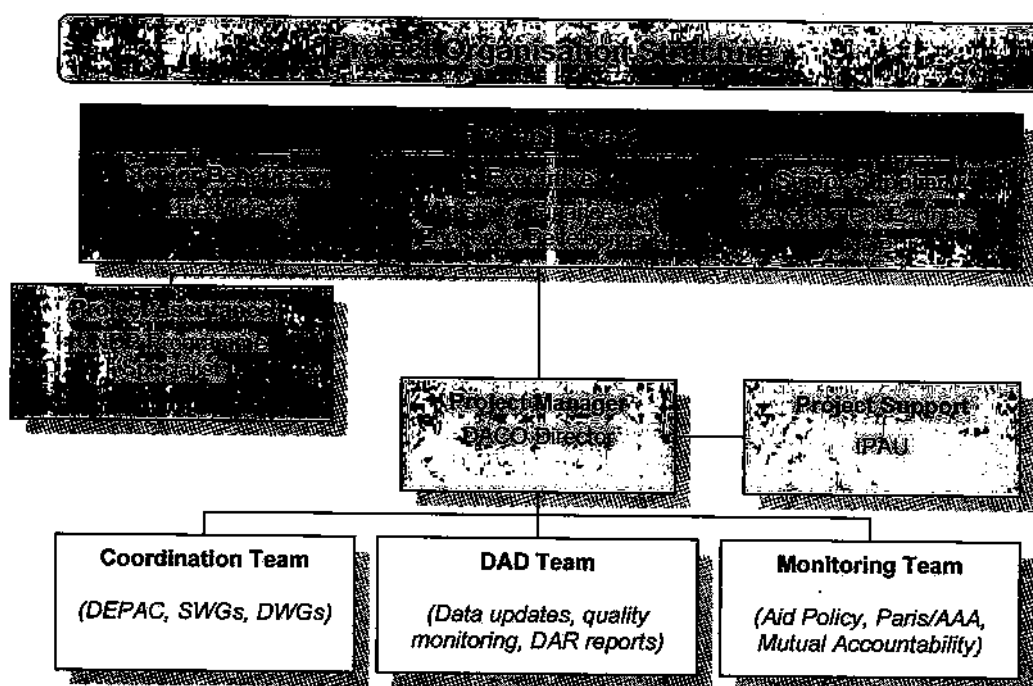 Project Organisation Structure
Project Board
Senior Beneficiary
Executive
Senior Supplier
Economic Development
Project Assurance
Project Manager
DACO Director
Project Support
IPAU
Coordination Team
(DEPAC, SWGs, DWGs)
DAD Team
(Data updates, quality
monitoring, DAR reports)
Monitoring Team
(Aid Policy, Paris/AAA,
Mutual Accountability)